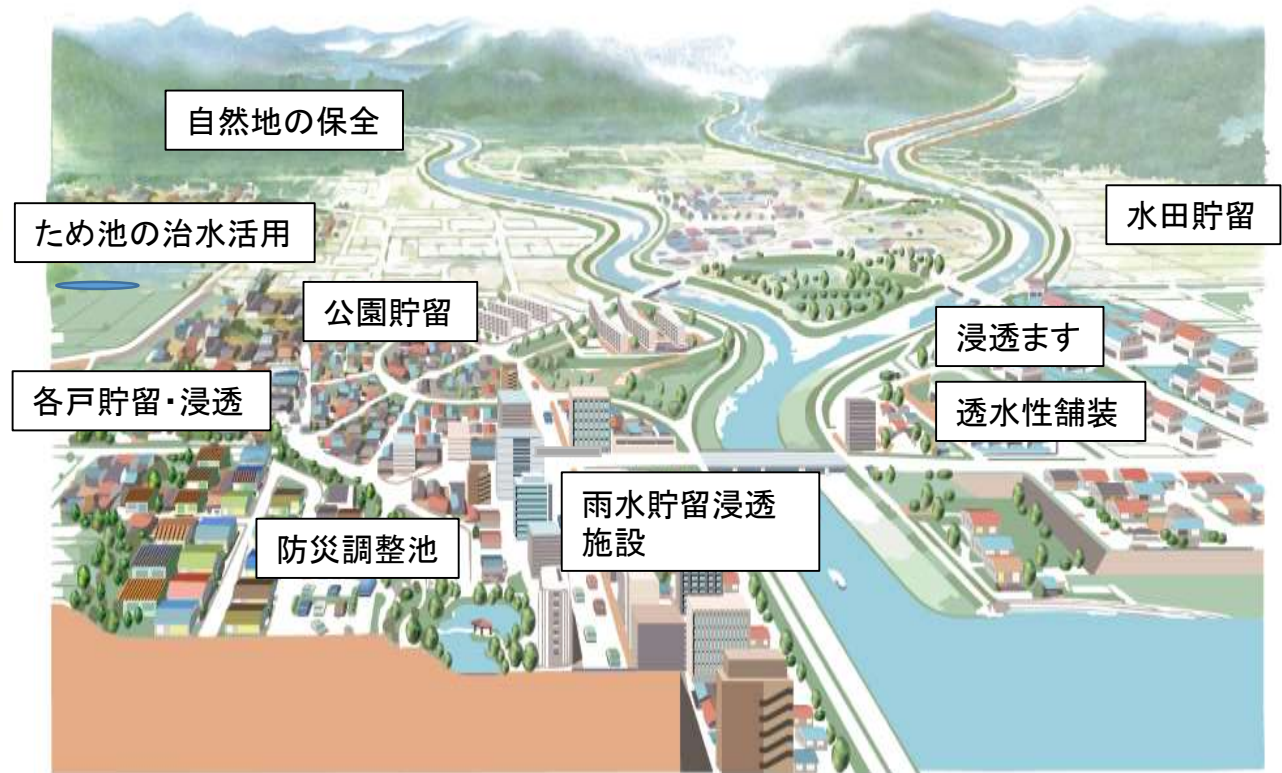 自然地の保全
ため池の治水活用
水田貯留
公園貯留
浸透ます
各戸貯留・浸透
透水性舗装
雨水貯留浸透
施設
防災調整池